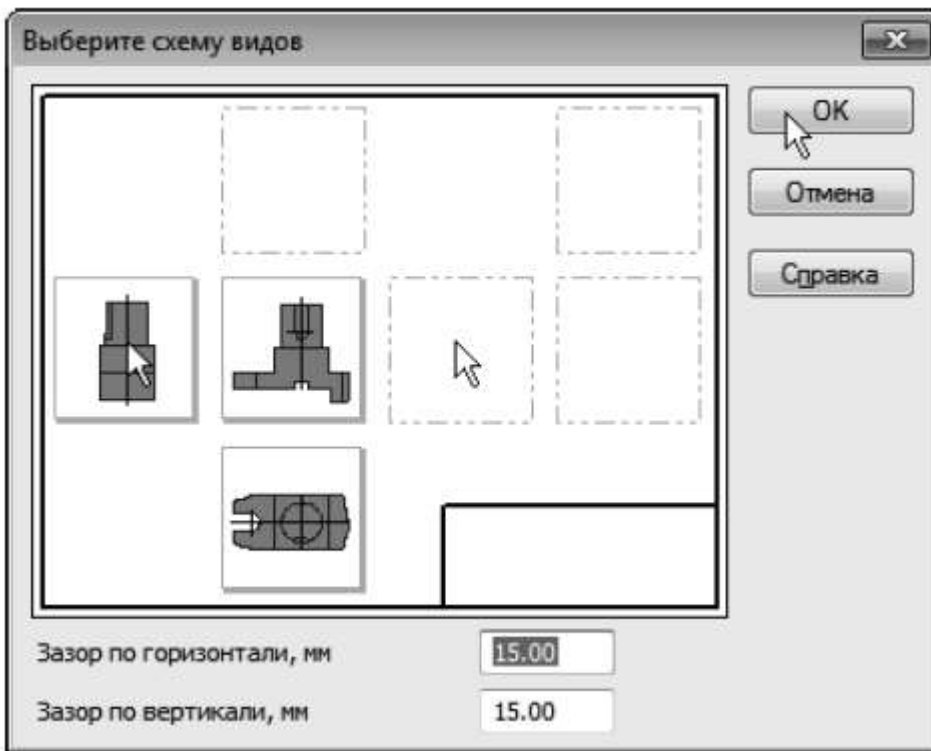 Выберите схему видов
OK
Отмена
Справка
Зазор по горизонтали, мм 15.00
Зазор по вертикали, мм 15.00